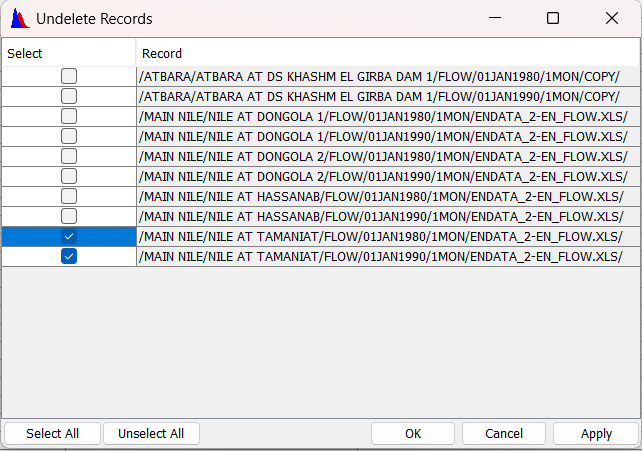 Undelete Records
Select Record
/ATBARA/ATBARA AT DS KHASHM EL GIRBA DAM 1/FLOW/01JAN1980/1MON/COPY/
/ATBARA/ATBARA AT DS KHASHM EL GIRBA DAM 1/FLOW/01JAN1990/1MON/COPY/
/MAIN NILE/NILE AT DONGOLA 1/FLOW/01JAN1980/1MON/ENDATA_2-EN_FLOW.XLS/
/MAIN NILE/NILE AT DONGOLA 1/FLOW/01JAN1990/1MON/ENDATA_2-EN_FLOW.XLS/
/MAIN NILE/NILE AT DONGOLA 2/FLOW/01JAN1980/1MON/ENDATA_2-EN_FLOW.XLS/
/MAIN NILE/NILE AT DONGOLA 2/FLOW/01JAN1990/1MON/ENDATA_2-EN_FLOW.XLS/
/MAIN NILE/NILE AT HASSANAB/FLOW/01JAN1980/1MON/ENDATA_2-EN_FLOW.XLS/
/MAIN NILE/NILE AT HASSANAB/FLOW/01JAN1990/1MON/ENDATA_2-EN_FLOW.XLS/
/MAIN NILE/NILE AT TAMANIAT/FLOW/01JAN1980/1MON/ENDATA_2-EN_FLOW.XLS/
/MAIN NILE/NILE AT TAMANIAT/FLOW/01JAN1990/1MON/ENDATA_2-EN_FLOW.XLS/
Select All Unselect All OK Cancel Apply